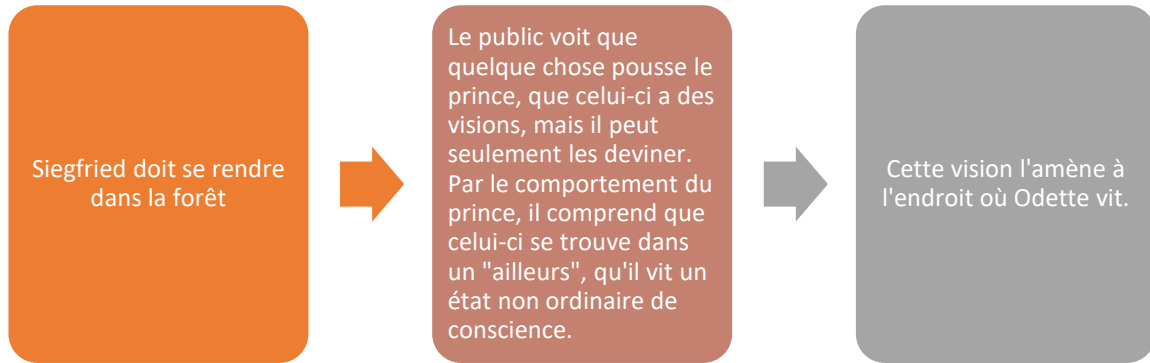 Siegfried doit se rendre
dans la forêt
Le public voit que
quelque chose pousse le
prince, que celui-ci a des
visions, mais il peut
seulement les deviner.
Par le comportement du
prince, il comprend que
celui-ci se trouve dans
un "ailleurs", qu'il vit un
état non ordinaire de
conscience.
Cette vision l'amène à
l'endroit où Odette vit.